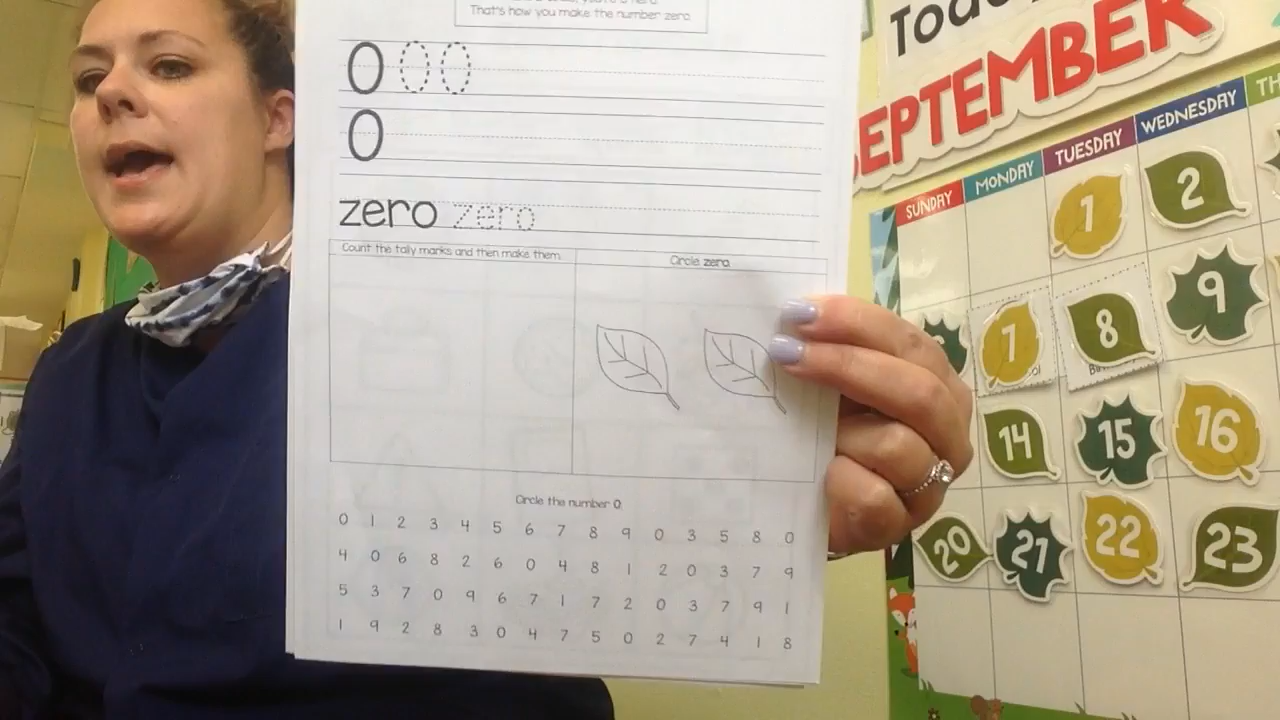 That's how you make the number zero.
0 0 0
0
zero zero
Count the tally marks and then make them.
Circle zero.
Circle the number 0.
0 1 2 3 4 5 6 7 8 9 0 3 5 8 0
4 0 6 8 2 6 0 4 8 1 2 0 3 7 9
5 3 7 0 9 6 7 1 7 2 0 3 7 9 1
1 9 2 8 3 0 4 7 5 0 2 7 4 1 8
SEPTEMBER
SUNDAY MONDAY TUESDAY WEDNESDAY TH
1 2
7 8 9
14 15 16
20 21 22 23